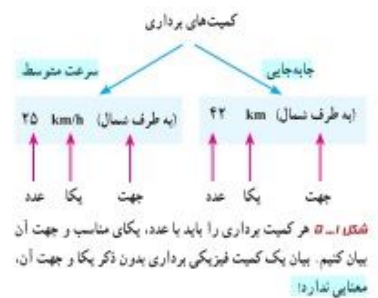 کمیت‌های برداری
جابه‌جایی
سرعت متوسط
۴۲ km (به طرف شمال)
۲۵ km/h (به طرف شمال)
جهت یکا عدد
جهت یکا عدد
شکل ۱ــ۵ هر کمیت برداری را باید با عدد، یکای مناسب و جهت آن
بیان کنیم. بیان یک کمیت فیزیکی برداری بدون ذکر یکا و جهت آن،
معنایی ندارد!